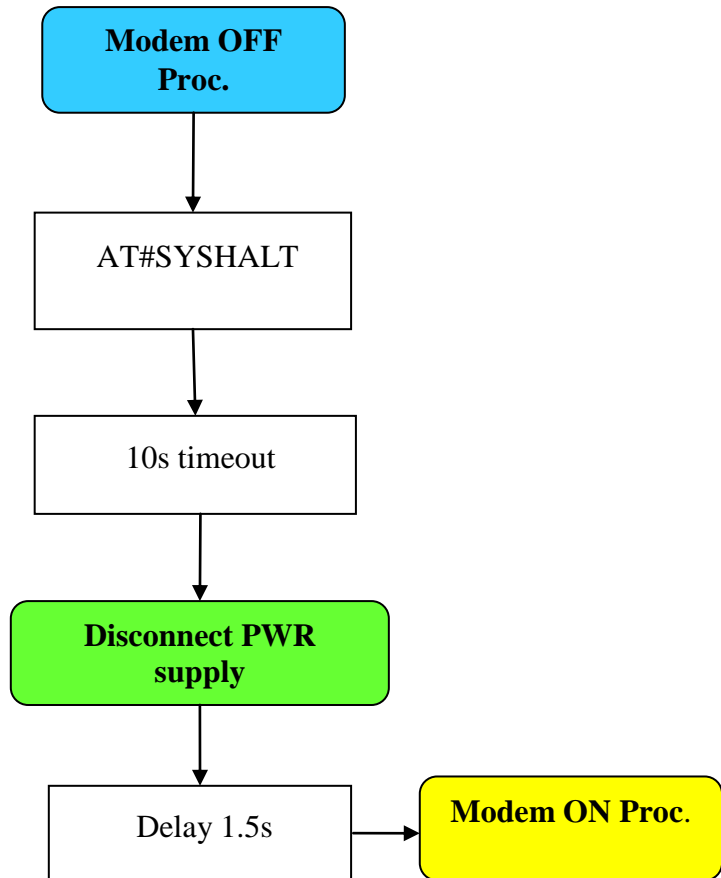 Modem OFF
Proc.
AT#SYSHALT
10s timeout
Disconnect PWR
supply
Delay 1.5s
Modem ON Proc.